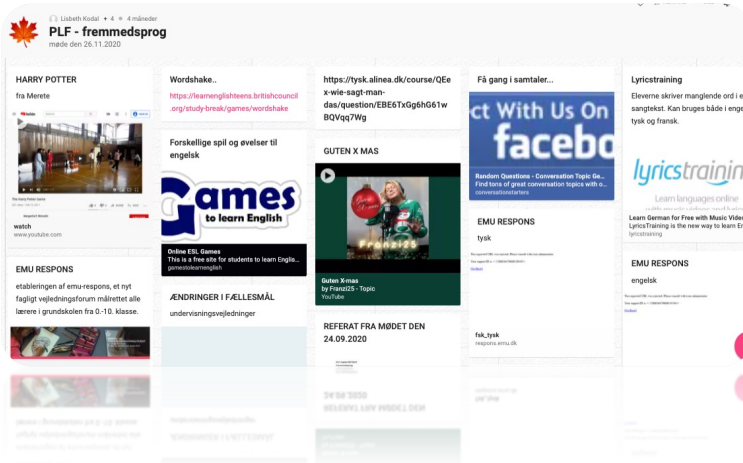 Lisbeth Kodal + 4 4 måneder
PLF - fremmedsprog
møde den 26.11.2020
HARRY POTTER
fra Merete
watch
www.youtube.com
EMU RESPONS
etableringen af emu-respons, et nyt
fagligt vejledningsforum målrettet alle
lærere i grundskolen fra 0.-10. klasse.
Wordshake..
https://learnenglishteens.britishcouncil
.org/study-break/games/wordshake
Forskellige spil og øvelser til
engelsk
Games
to learn English
Online ESL Games
This is a free site for students to learn Englis...
gamestolearnenglish
ÆNDRINGER I FÆLLESMÅL
undervisningsvejledninger
https://tysk.alinea.dk/course/QEe
x-wie-sagt-man-
das/question/EBE6TxGg6hG61w
BQVqq7Wg
GUTEN X MAS
Franzi25
Guten X-mas
by Franzi25 - Topic
YouTube
REFERAT FRA MØDET DEN
24.09.2020
Få gang i samtaler...
ct With Us On
facebo
Random Questions - Conversation Topic Ge...
Find tons of great conversation topics with o...
conversationstarters
EMU RESPONS
tysk
fsk_tysk
respons.emu.dk
Lyricstraining
Eleverne skriver manglende ord i e
sangtekst. Kan bruges både i enge
tysk og fransk.
lyricstrainin
Learn languages online
Learn German for Free with Music Vide
LyricsTraining is the new way to learn En
lyricstraining
EMU RESPONS
engelsk